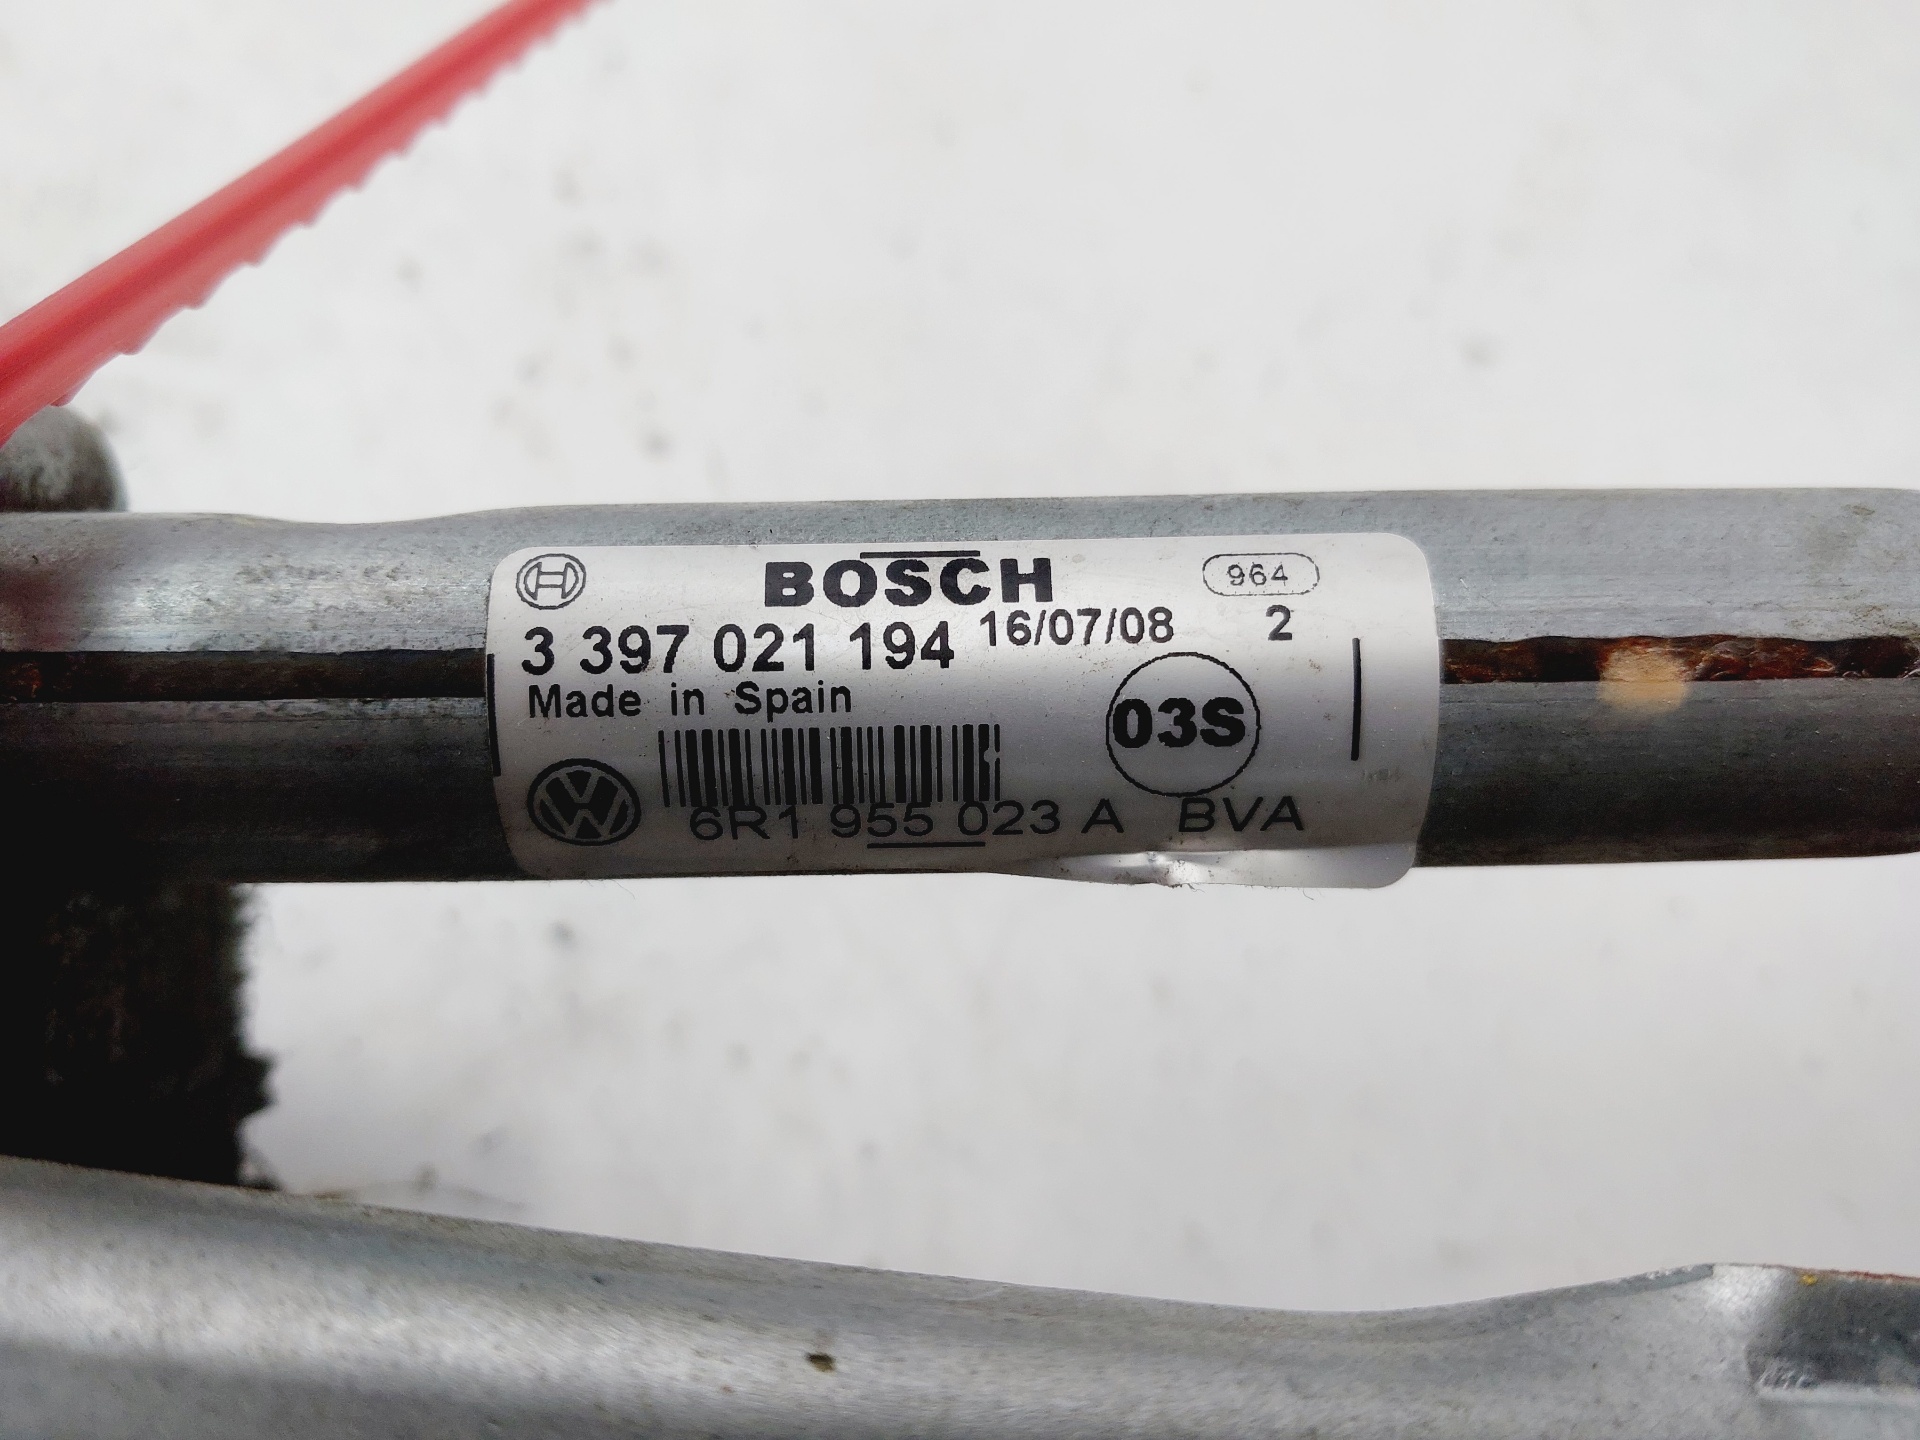 BOSCH
964
3 397 021 194 16/07/08 2
Made in Spain
03S
6R1 955 023 A BVA